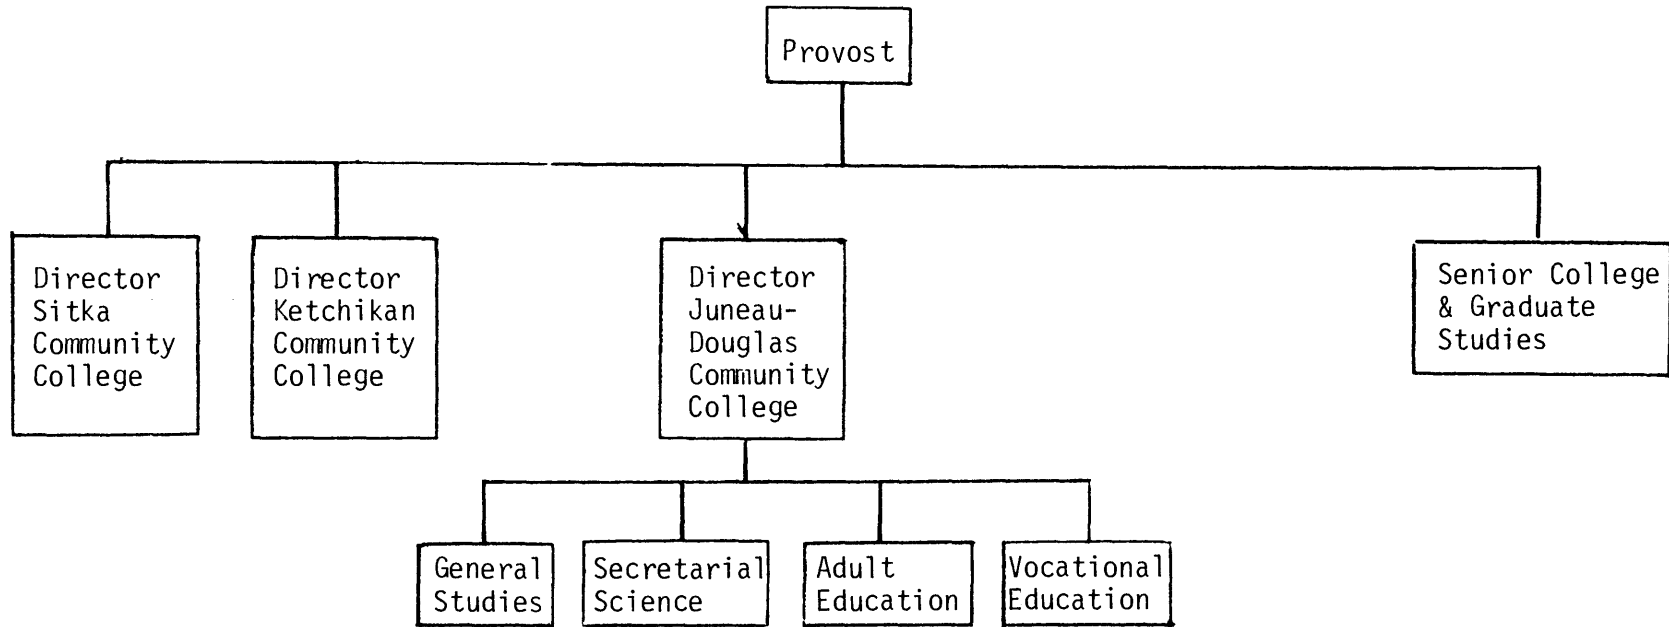 Provost
Director
Sitka
Community
College
Director
Ketchikan
Community
College
Director
Juneau-
Douglas
Community
College
Senior College
& Graduate
Studies
General
Studies
Secretarial
Science
Adult
Education
Vocational
Education